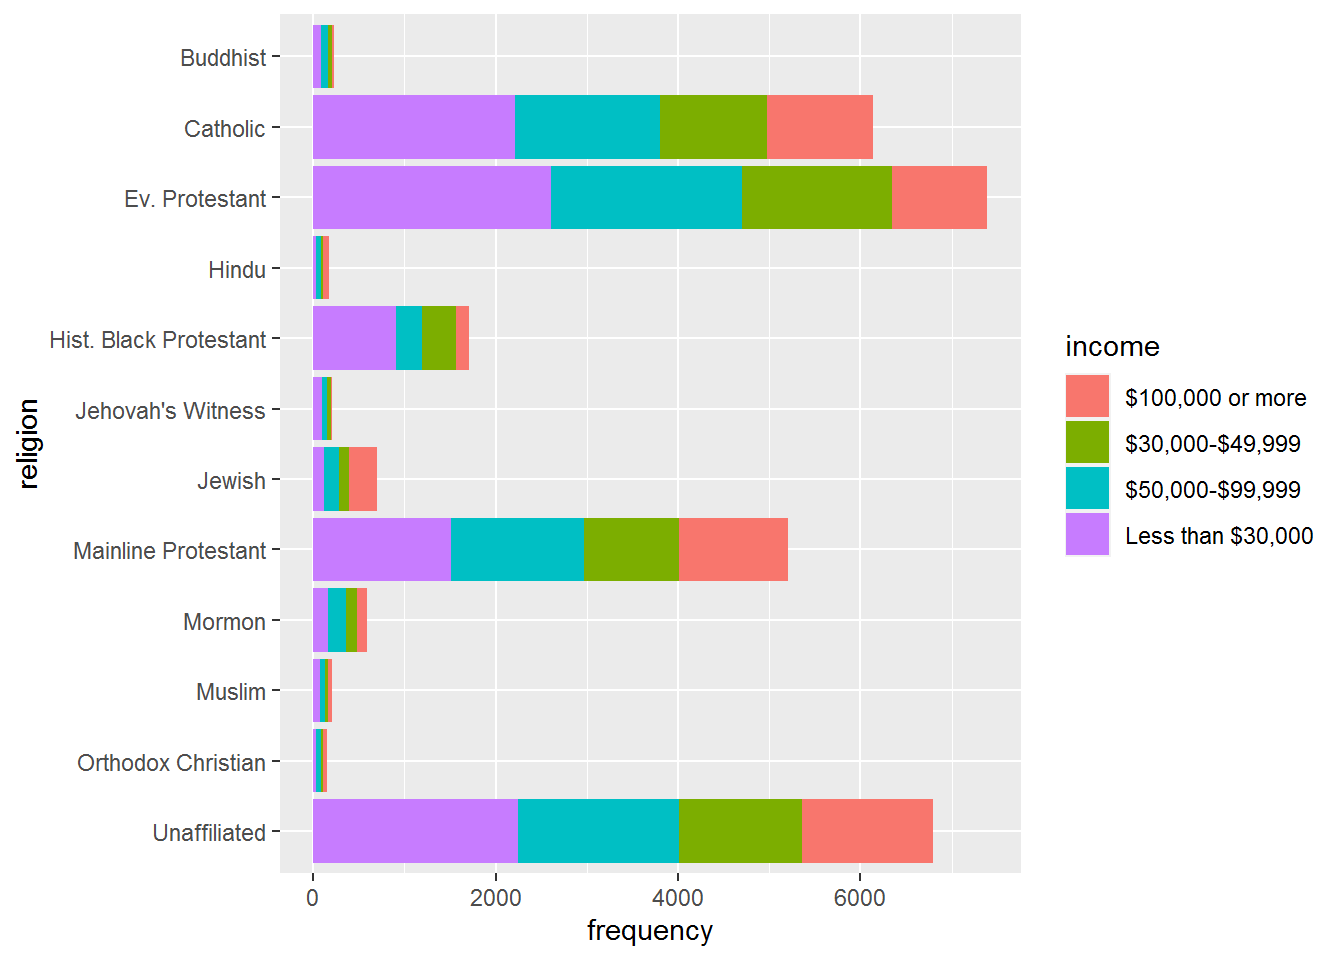 Buddhist
Catholic
Ev. Protestant
Hindu
Hist. Black Protestant
Jehovah's Witness
Jewish
Mainline Protestant
Mormon
Muslim
Orthodox Christian
Unaffiliated
religion
0 2000 4000 6000
frequency
income
$100,000 or more
$30,000-$49,999
$50,000-$99,999
Less than $30,000